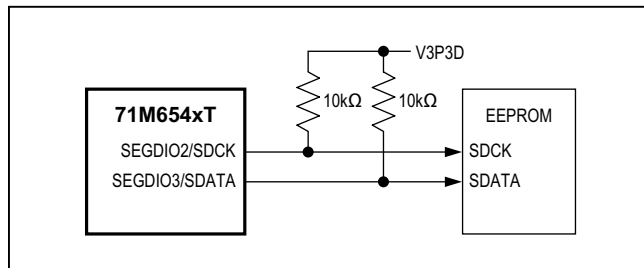 V3P3D
10kΩ 10kΩ
71M654xT
EEPROM
SEGDIO2/SDCK SDCK
SEGDIO3/SDATA SDATA